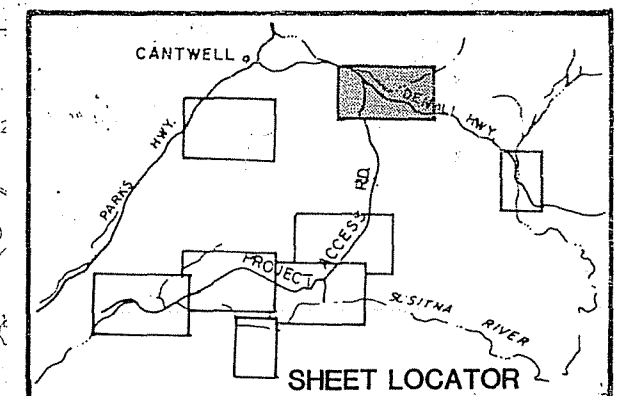 CANTWELL
DENALI HWY.
PARKS HWY.
PROJECT ACCESS RD.
SUSITNA RIVER
SHEET LOCATOR